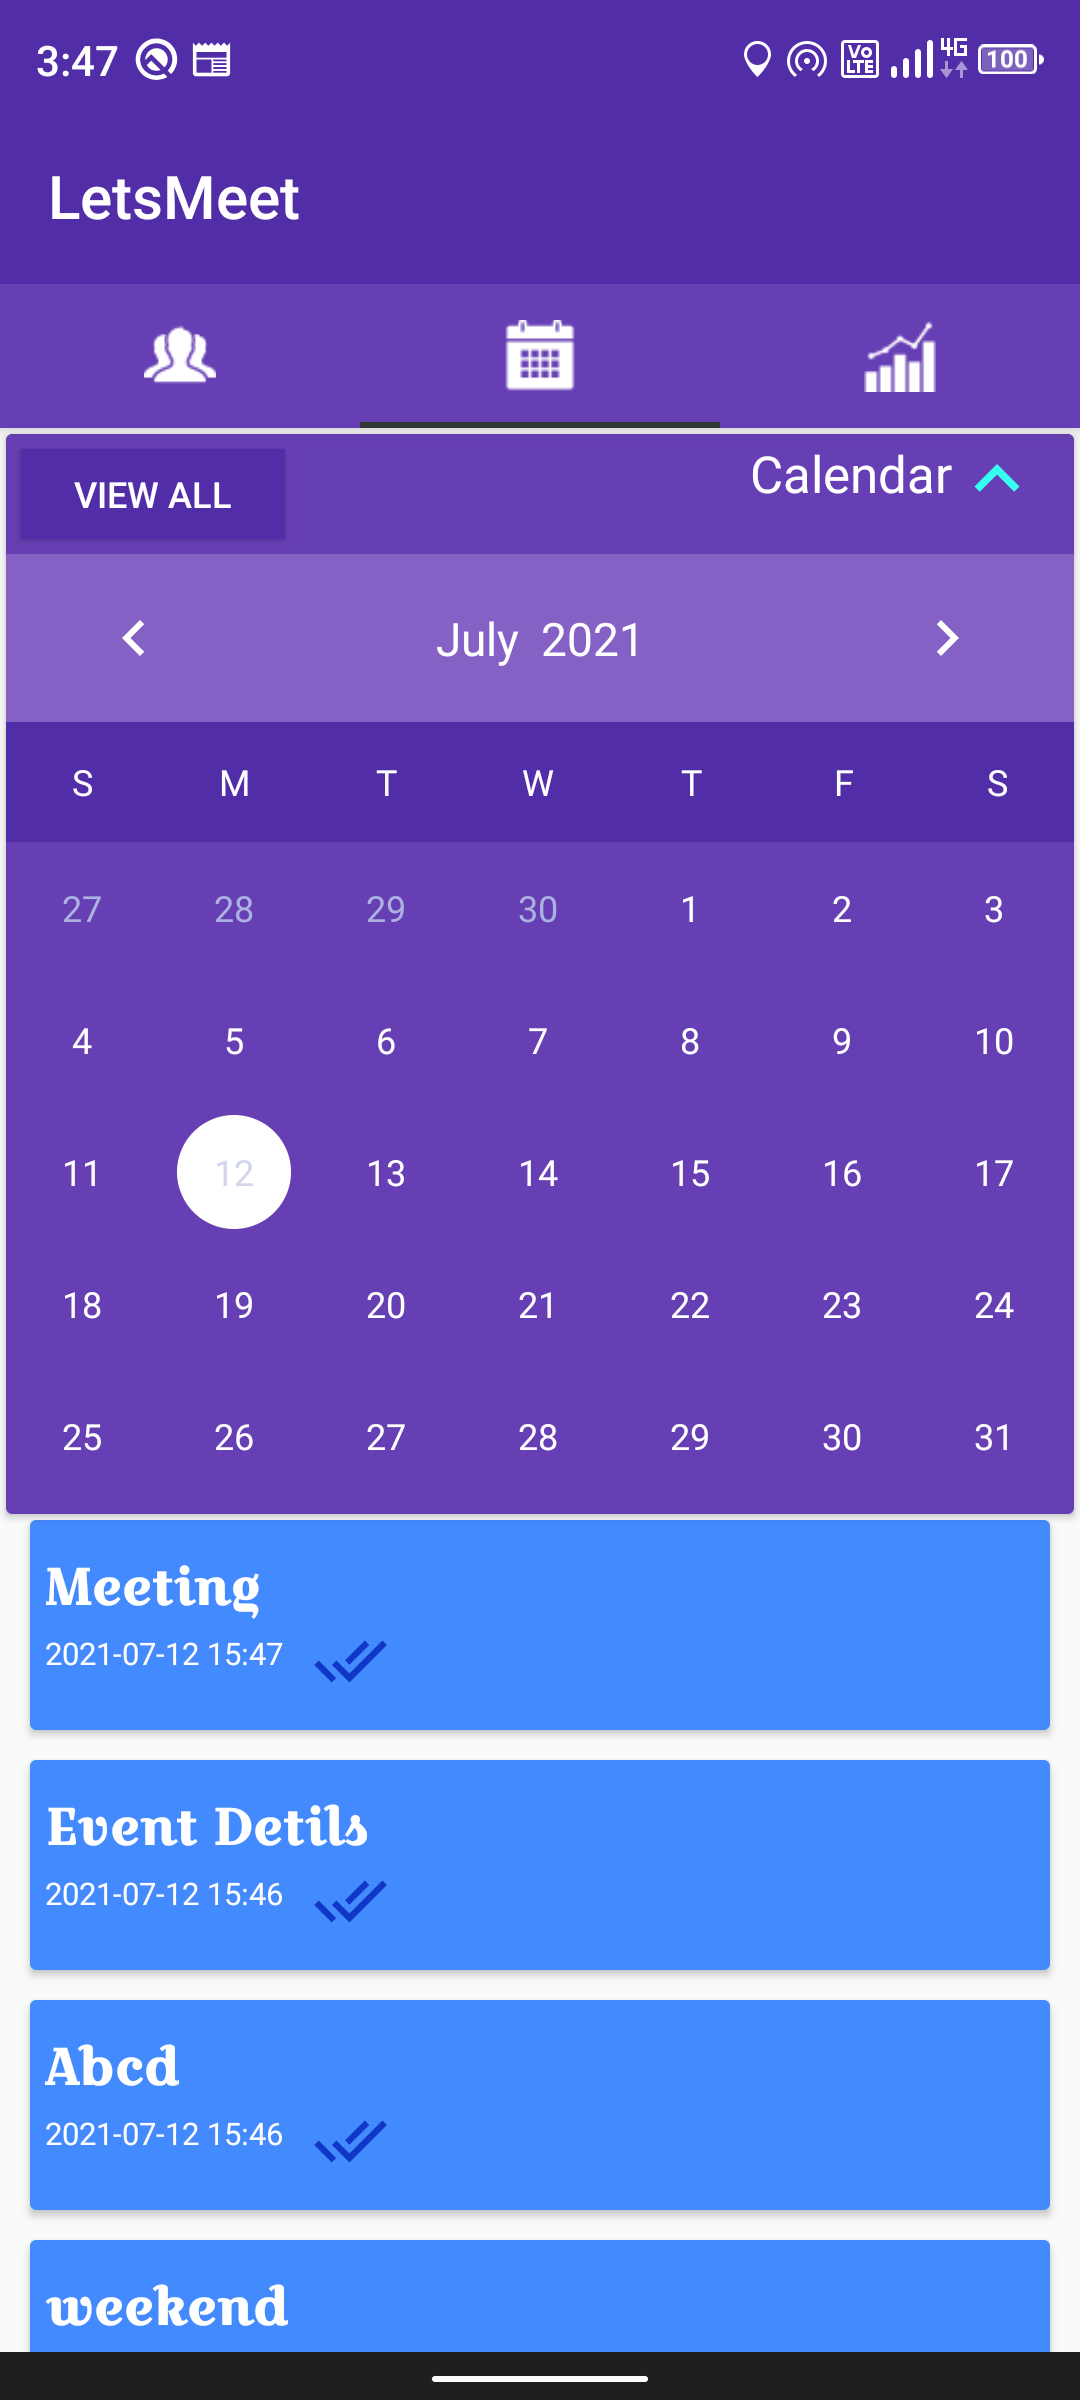 3:47 VoLTE 4G 100
LetsMeet
VIEW ALL Calendar
July 2021
S M T W T F S
27 28 29 30 1 2 3
4 5 6 7 8 9 10
11 12 13 14 15 16 17
18 19 20 21 22 23 24
25 26 27 28 29 30 31
Meeting
2021-07-12 15:47
Event Detils
2021-07-12 15:46
Abcd
2021-07-12 15:46
weekend